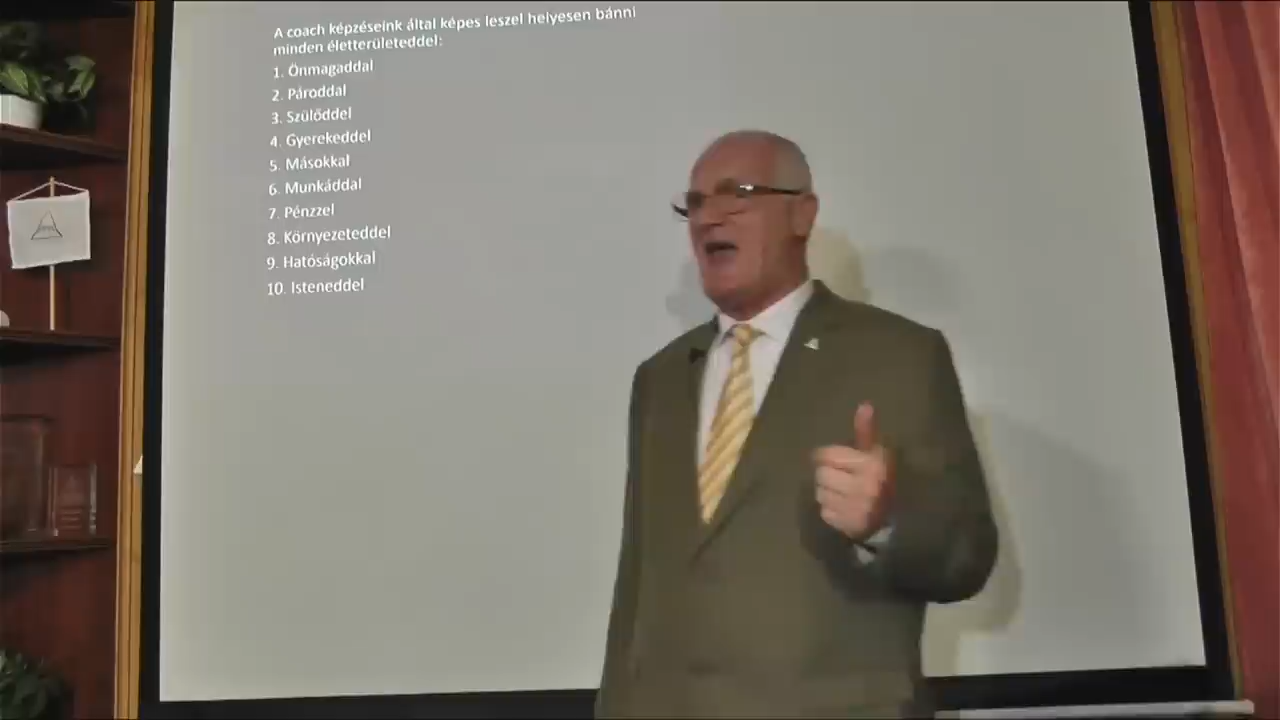 A coach képzéseink által képes leszel helyesen bánni
minden életterületeddel:
1. Önmagaddal
2. Pároddal
3. Szülőddel
4. Gyerekeddel
5. Másokkal
6. Munkáddal
7. Pénzzel
8. Környezeteddel
9. Hatóságokkal
10. Isteneddel